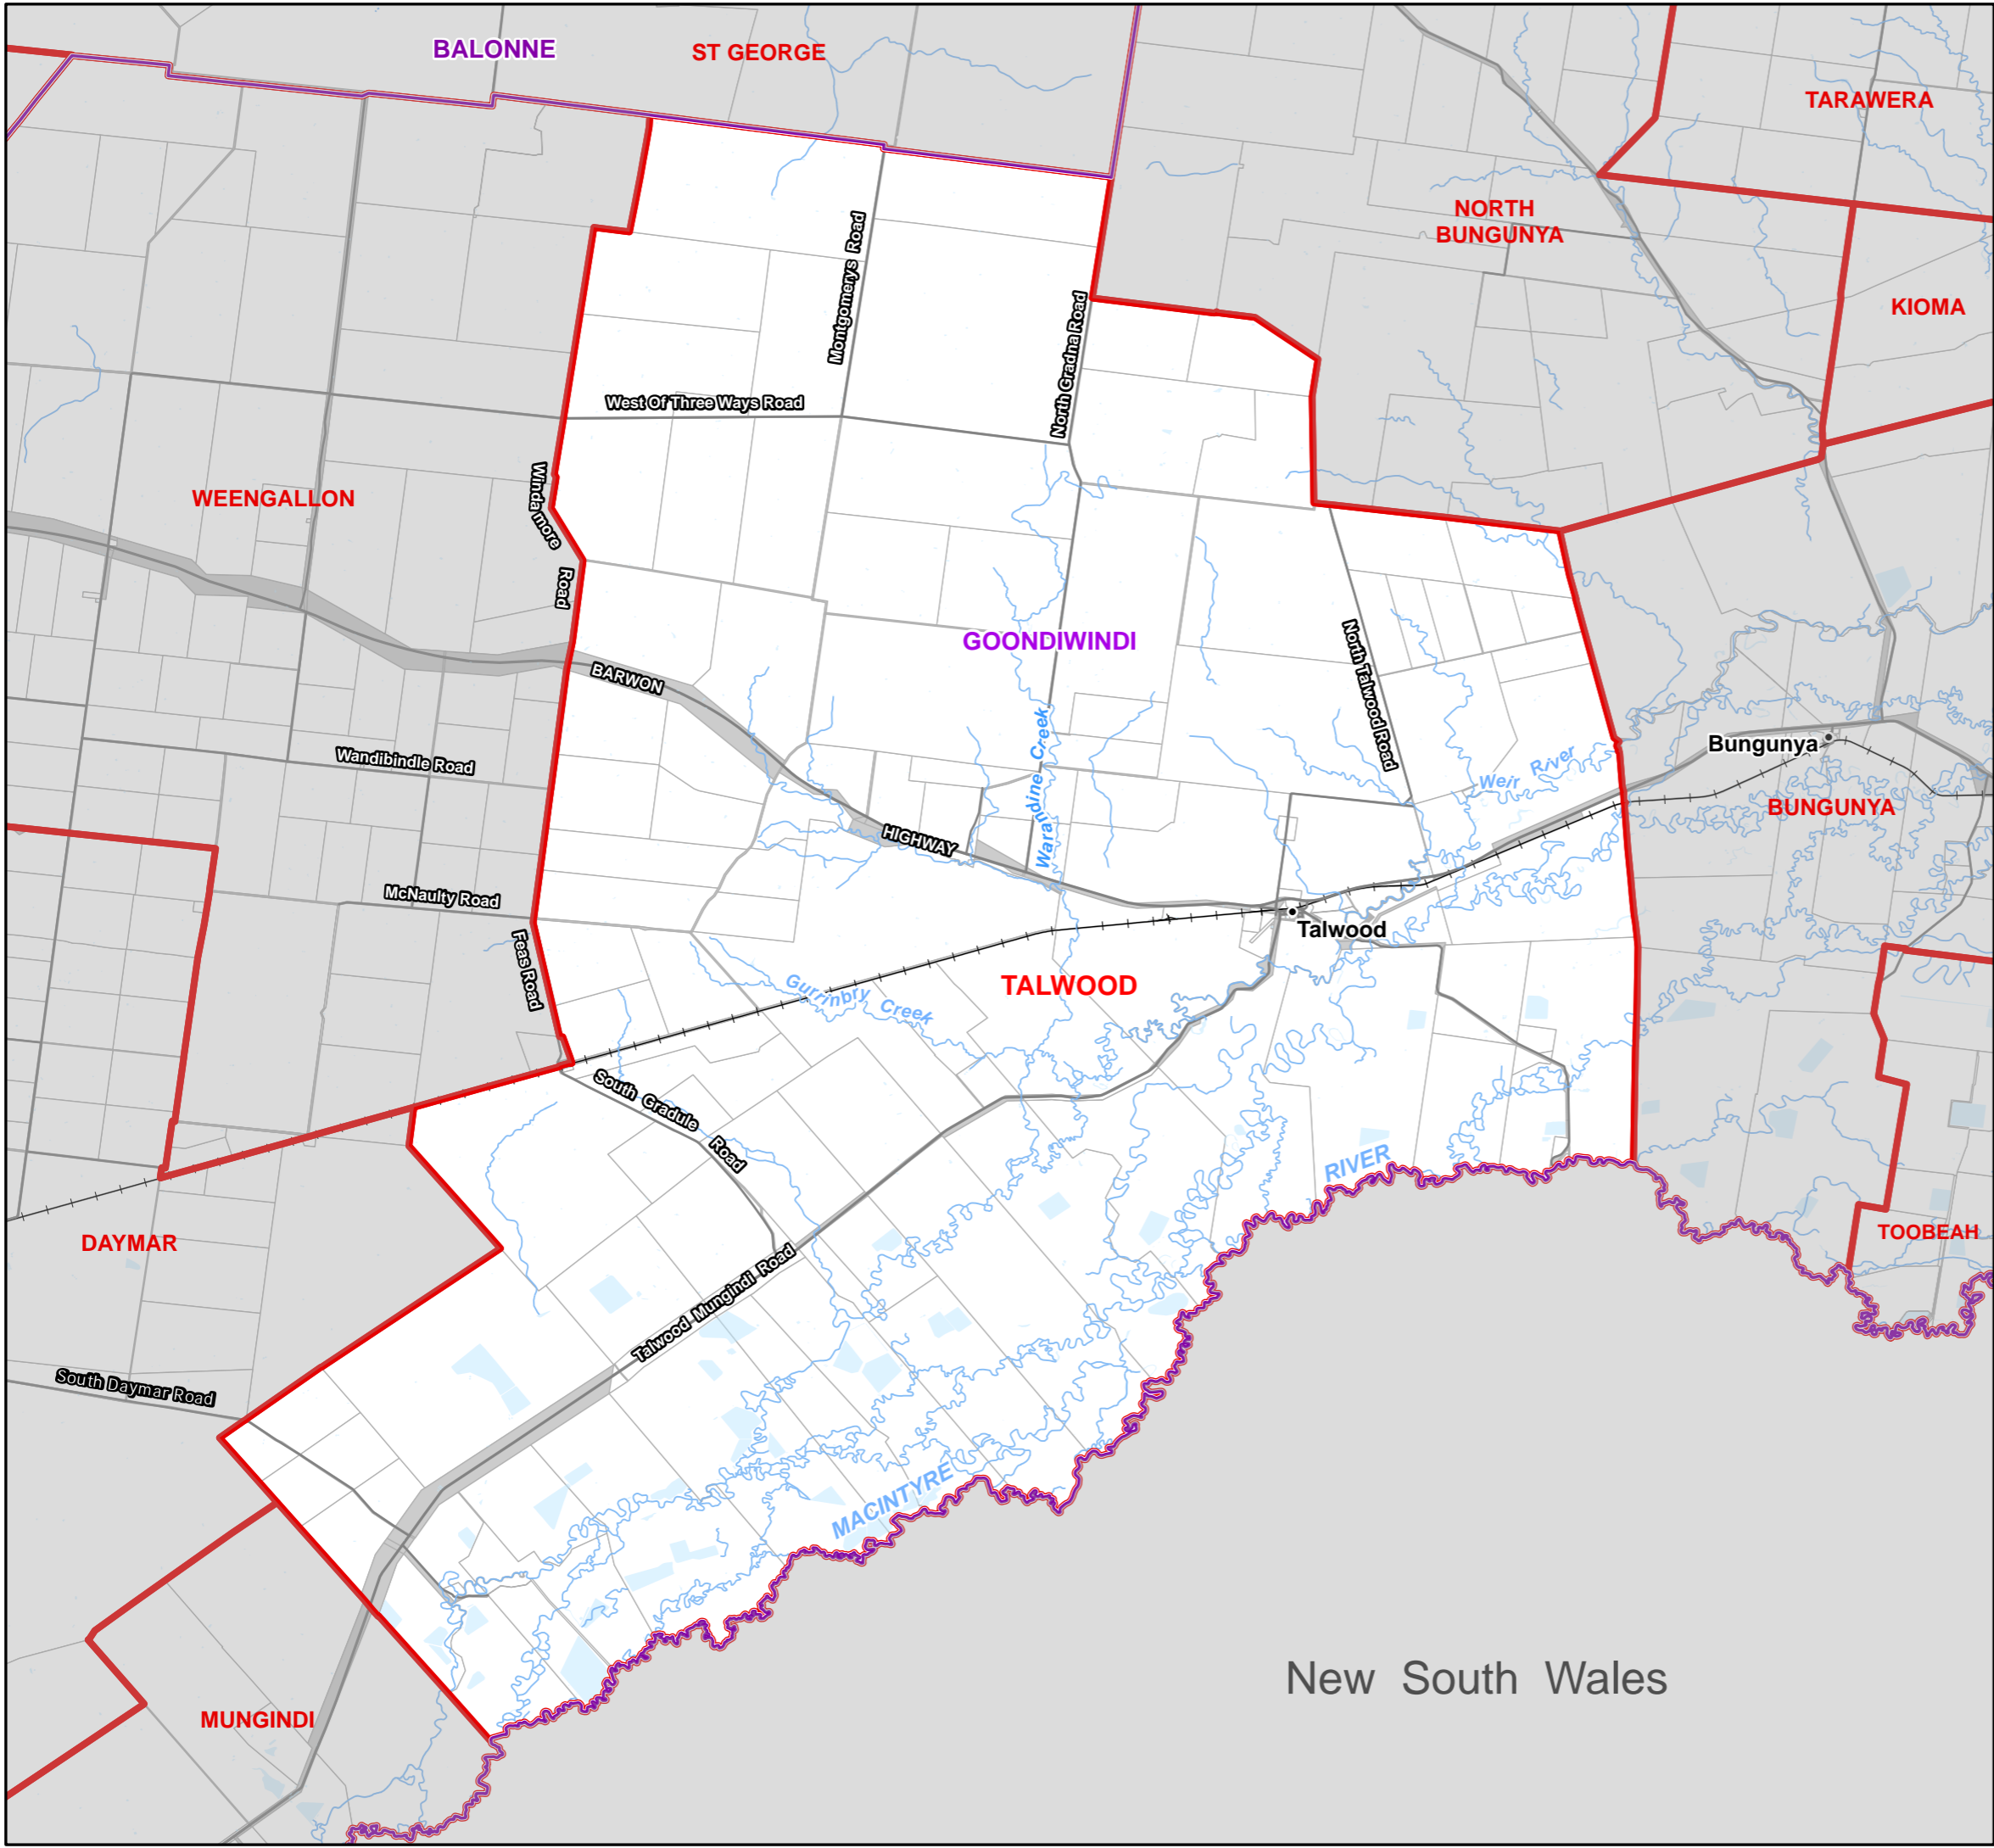 BALONNE
ST GEORGE
TARAWERA
NORTH
BUNGUNYA
KIOMA
Montgomerys Road
North Gradna Road
West Of Three Ways Road
WEENGALLON
Windamore
Road
GOONDIWINDI
North Talwood Road
BARWON
Wandibindle Road
Warandine Creek
Weir River
Bungunya
BUNGUNYA
HIGHWAY
McNaulty Road
Feas Road
Talwood
TALWOOD
Gurrinbry Creek
South Gradule
Road
RIVER
DAYMAR
TOOBEAH
Talwood Mungindi Road
South Daymar Road
MACINTYRE
New South Wales
MUNGINDI